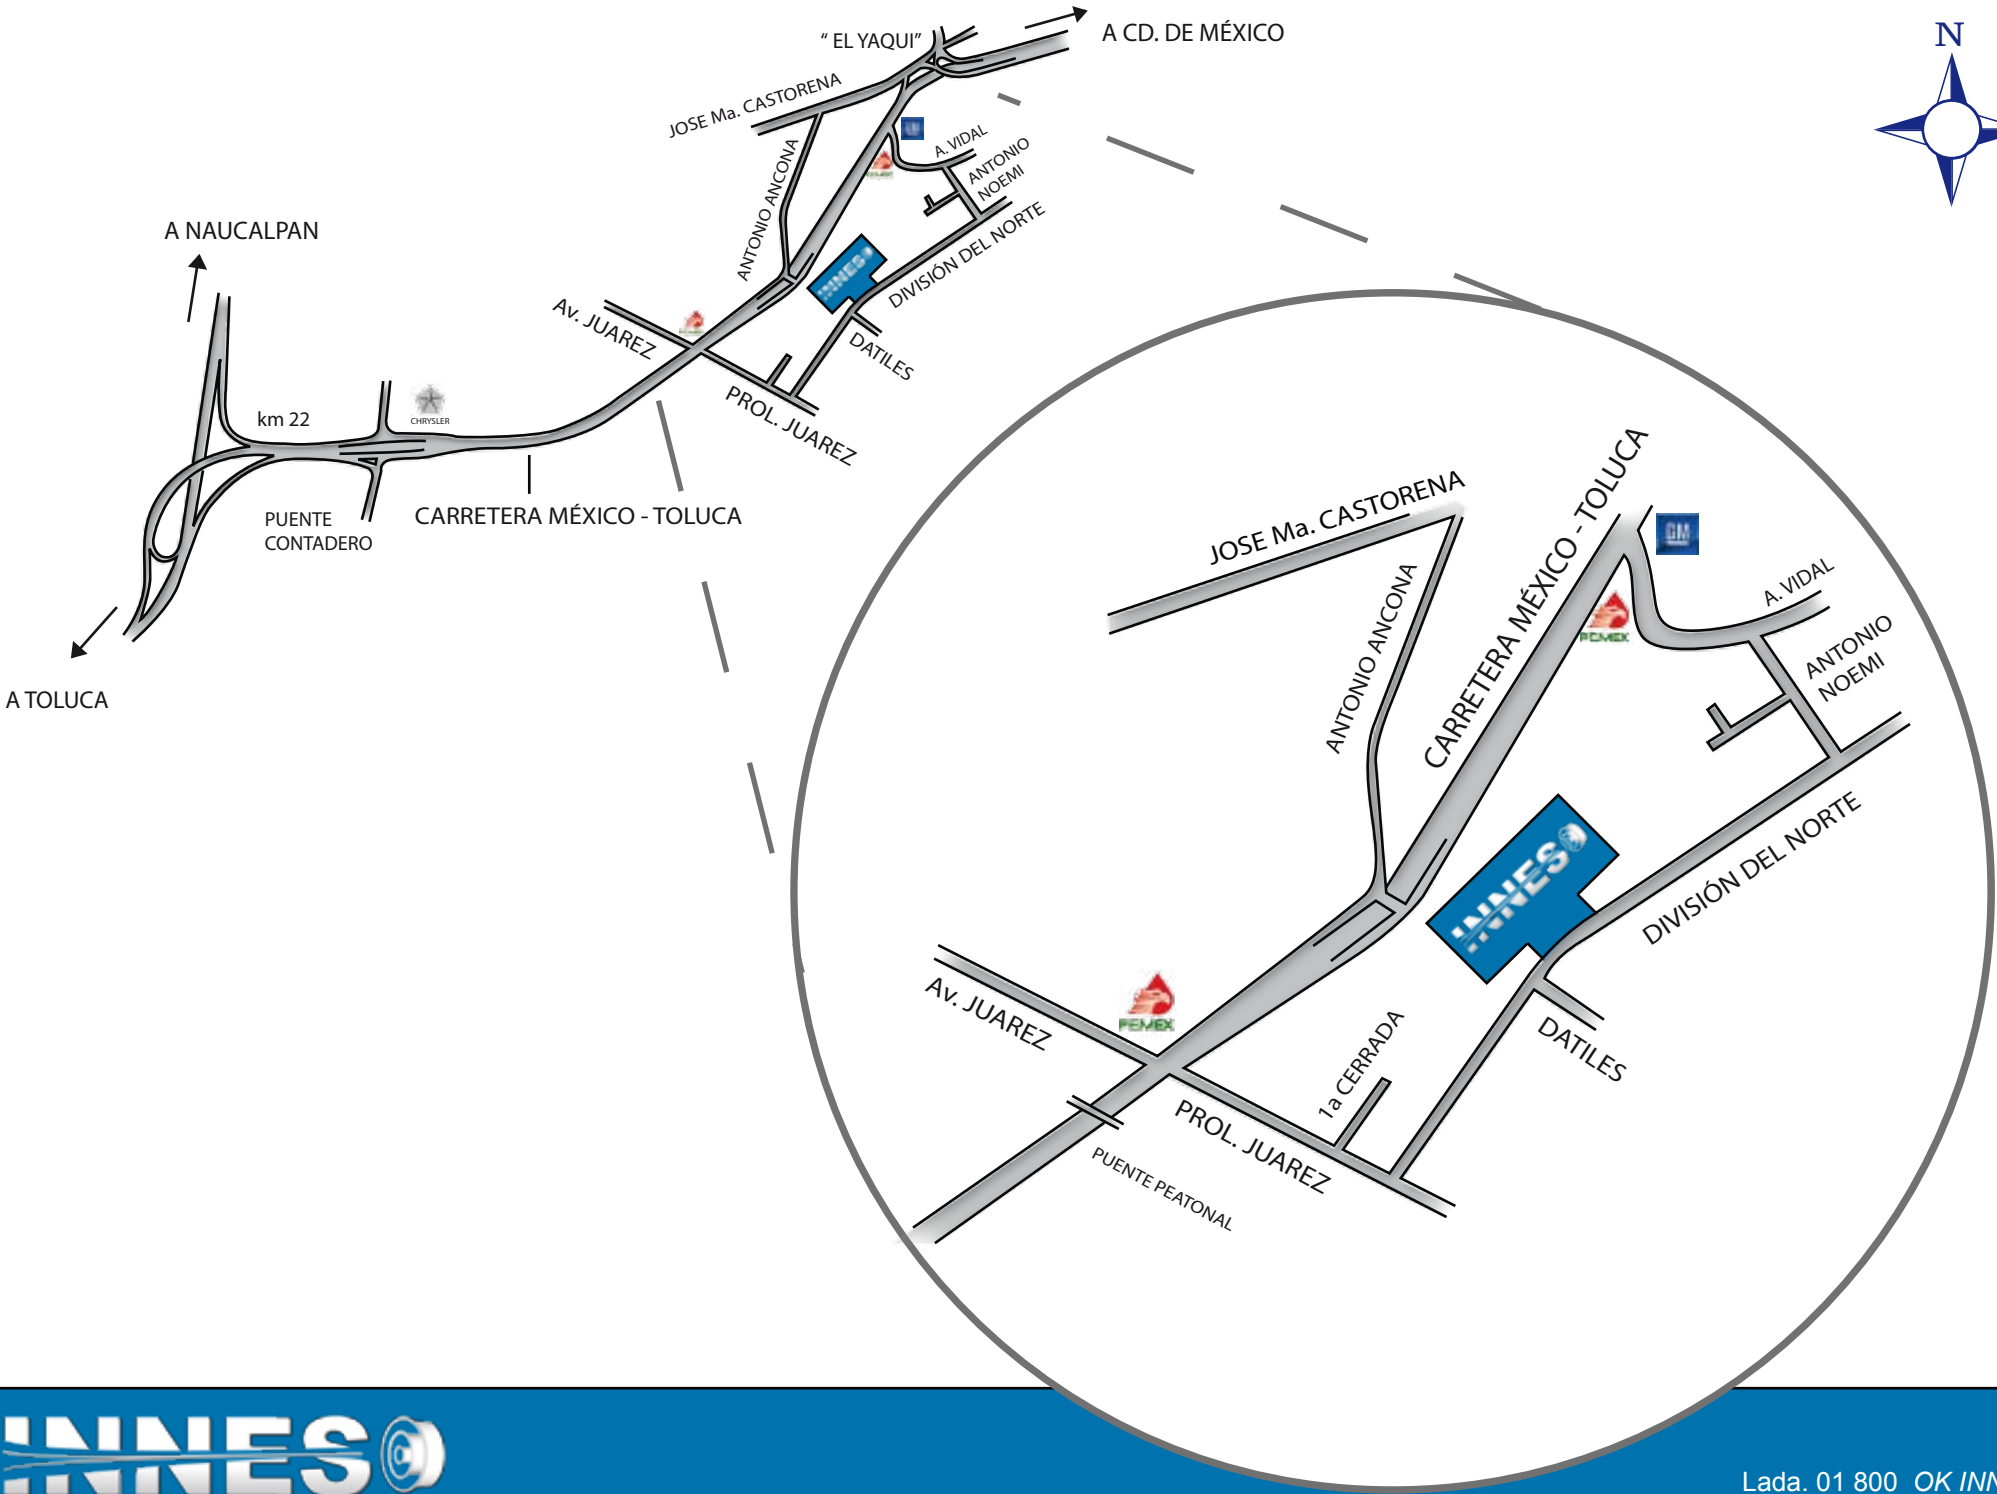 N
A CD. DE MÉXICO
“ EL YAQUI”
JOSE Ma. CASTORENA
A. VIDAL
ANTONIO
NOEMI
ANTONIO ANCONA
DIVISIÓN DEL NORTE
INNES
PEMEX
A NAUCALPAN
Av. JUAREZ
PEMEX
DATILES
PROL. JUAREZ
km 22
CHRYSLER
PUENTE
CONTADERO
CARRETERA MÉXICO - TOLUCA
A TOLUCA
JOSE Ma. CASTORENA
CARRETERA MÉXICO - TOLUCA
GM
PEMEX
A. VIDAL
ANTONIO
NOEMI
ANTONIO ANCONA
INNES
DIVISIÓN DEL NORTE
Av. JUAREZ
PEMEX
DATILES
1a CERRADA
PROL. JUAREZ
PUENTE PEATONAL
INNES
Lada. 01 800 OK INN